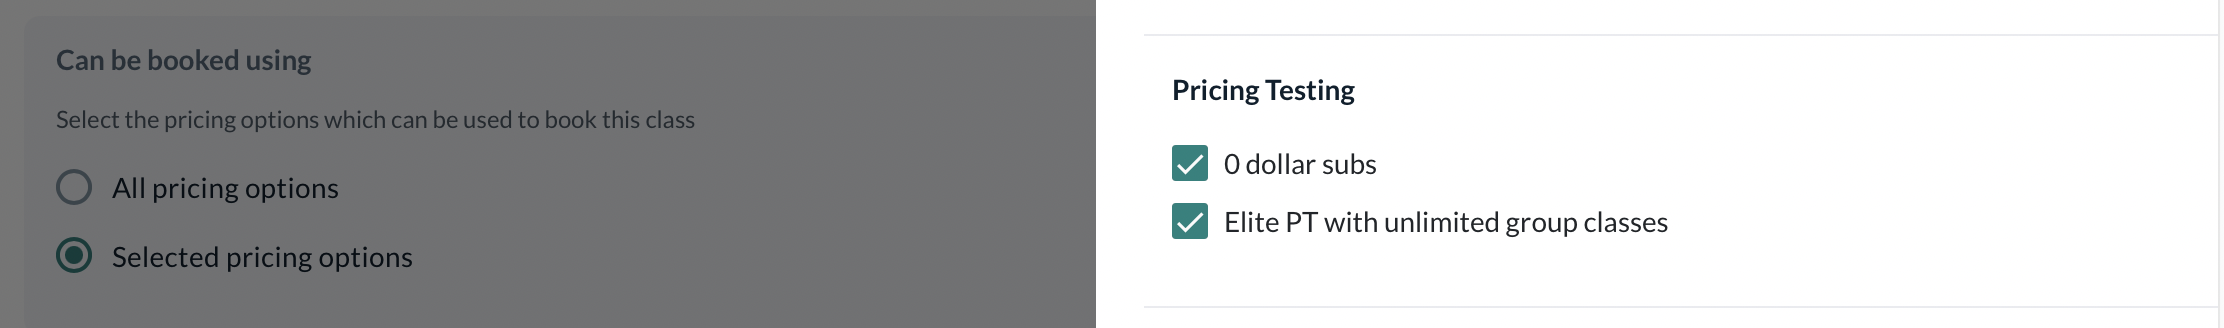 Can be booked using
Select the pricing options which can be used to book this class
All pricing options
Selected pricing options
Pricing Testing
0 dollar subs
Elite PT with unlimited group classes